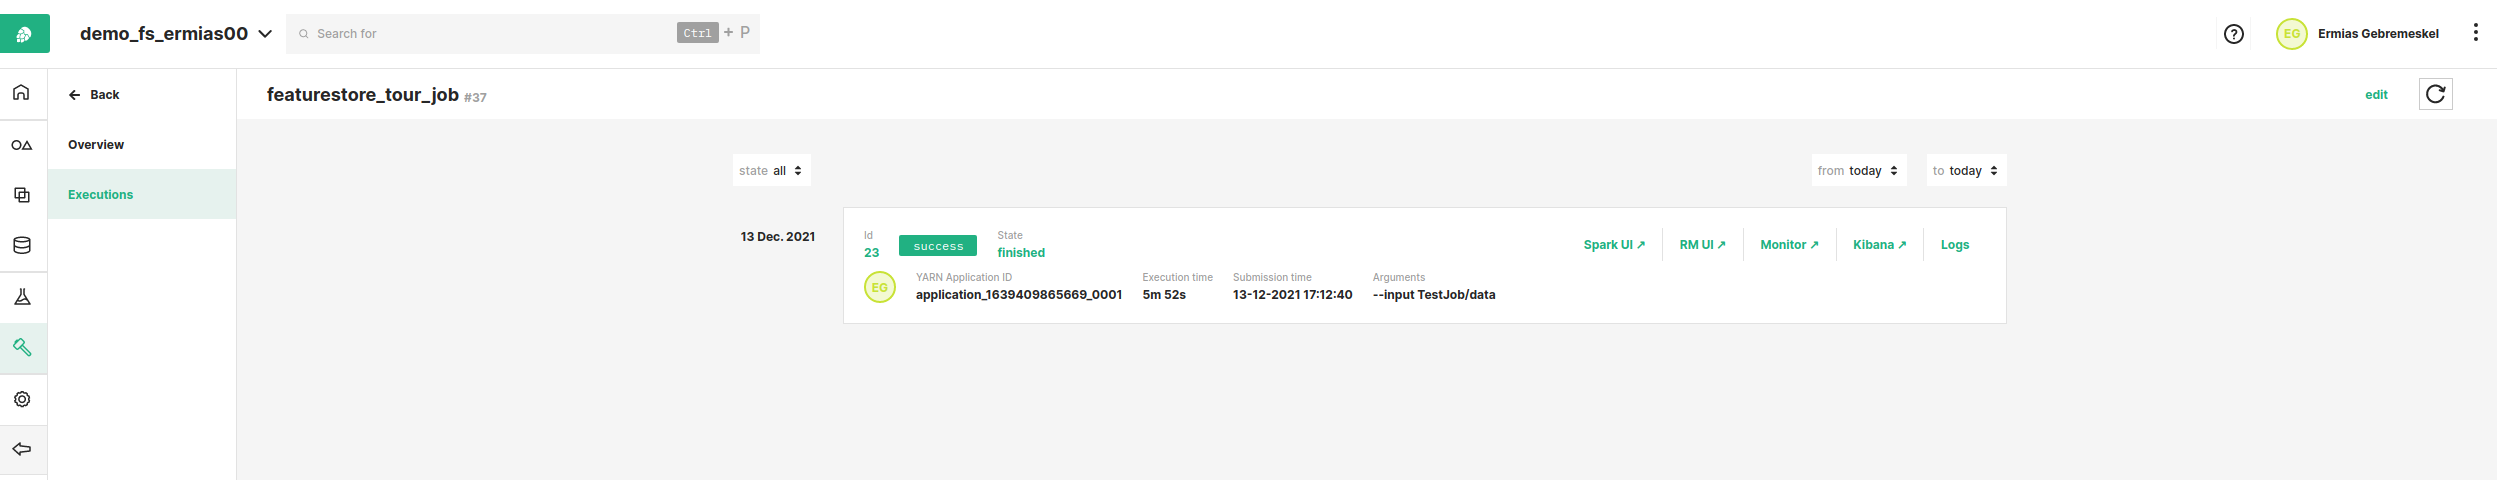 demo_fs_ermias00
Search for
Ctrl + P
EG
Ermias Gebremeskel
Back
Overview
Executions
featurestore_tour_job #37
edit
state all
from today
to today
13 Dec. 2021
Id
23
success
State
finished
Spark UI ↗
RM UI ↗
Monitor ↗
Kibana ↗
Logs
EG
YARN Application ID
application_1639409865669_0001
Execution time
5m 52s
Submission time
13-12-2021 17:12:40
Arguments
--input TestJob/data